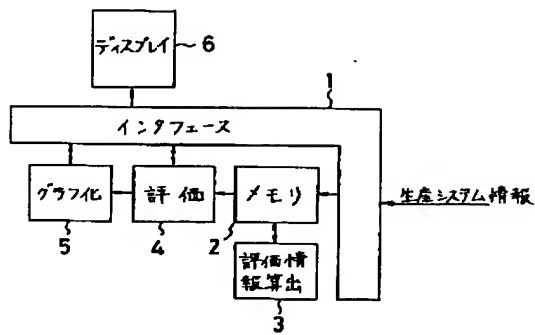 ディスプレイ
6
1
インタフェース
グラフ化
評価
メモリ
生産システム情報
5
4
2
評価情
報算出
3